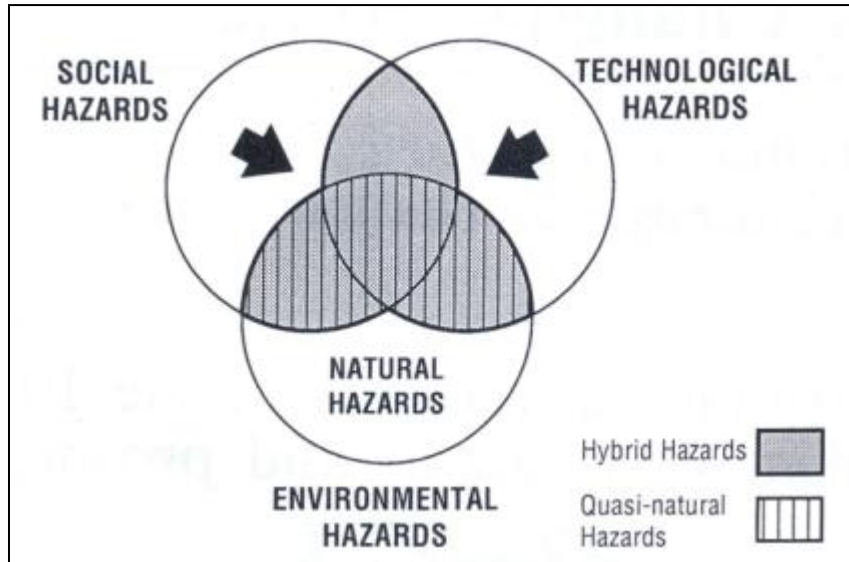 SOCIAL
HAZARDS
TECHNOLOGICAL
HAZARDS
NATURAL
HAZARDS
ENVIRONMENTAL
HAZARDS
Hybrid Hazards
Quasi-natural
Hazards